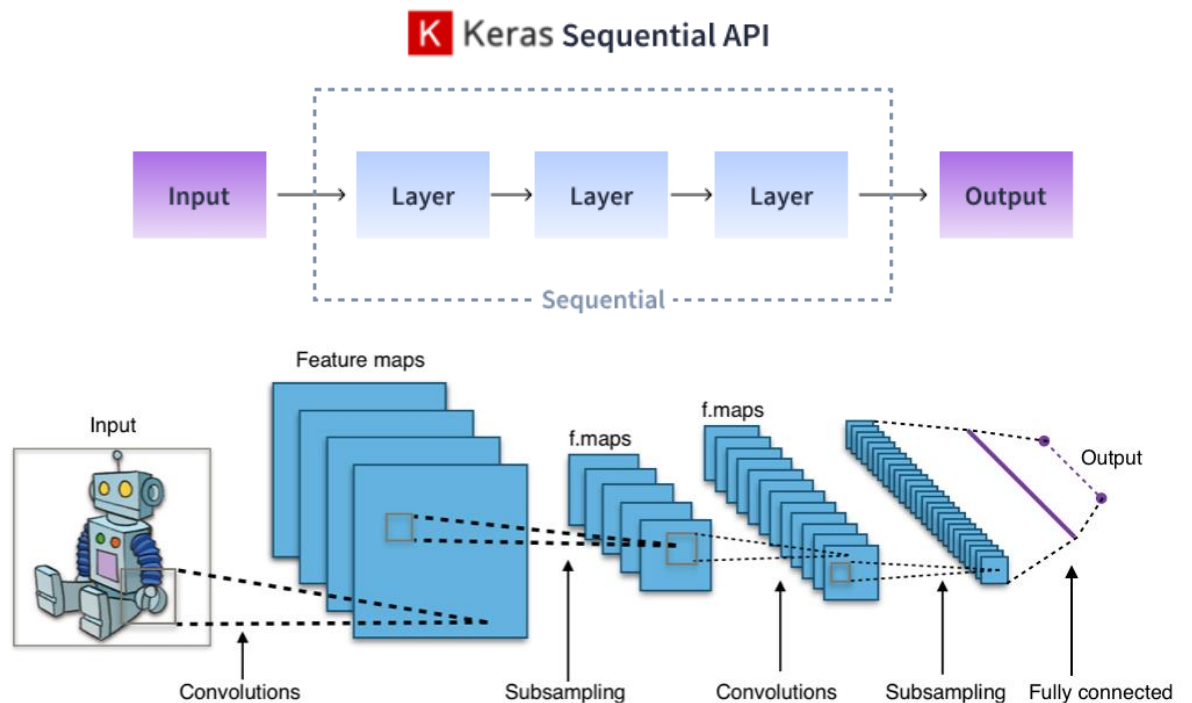 K Keras Sequential API
Input
Layer
Layer
Layer
Output
Sequential
Feature maps
Input
f.maps
f.maps
Output
Convolutions
Subsampling
Convolutions
Subsampling
Fully connected